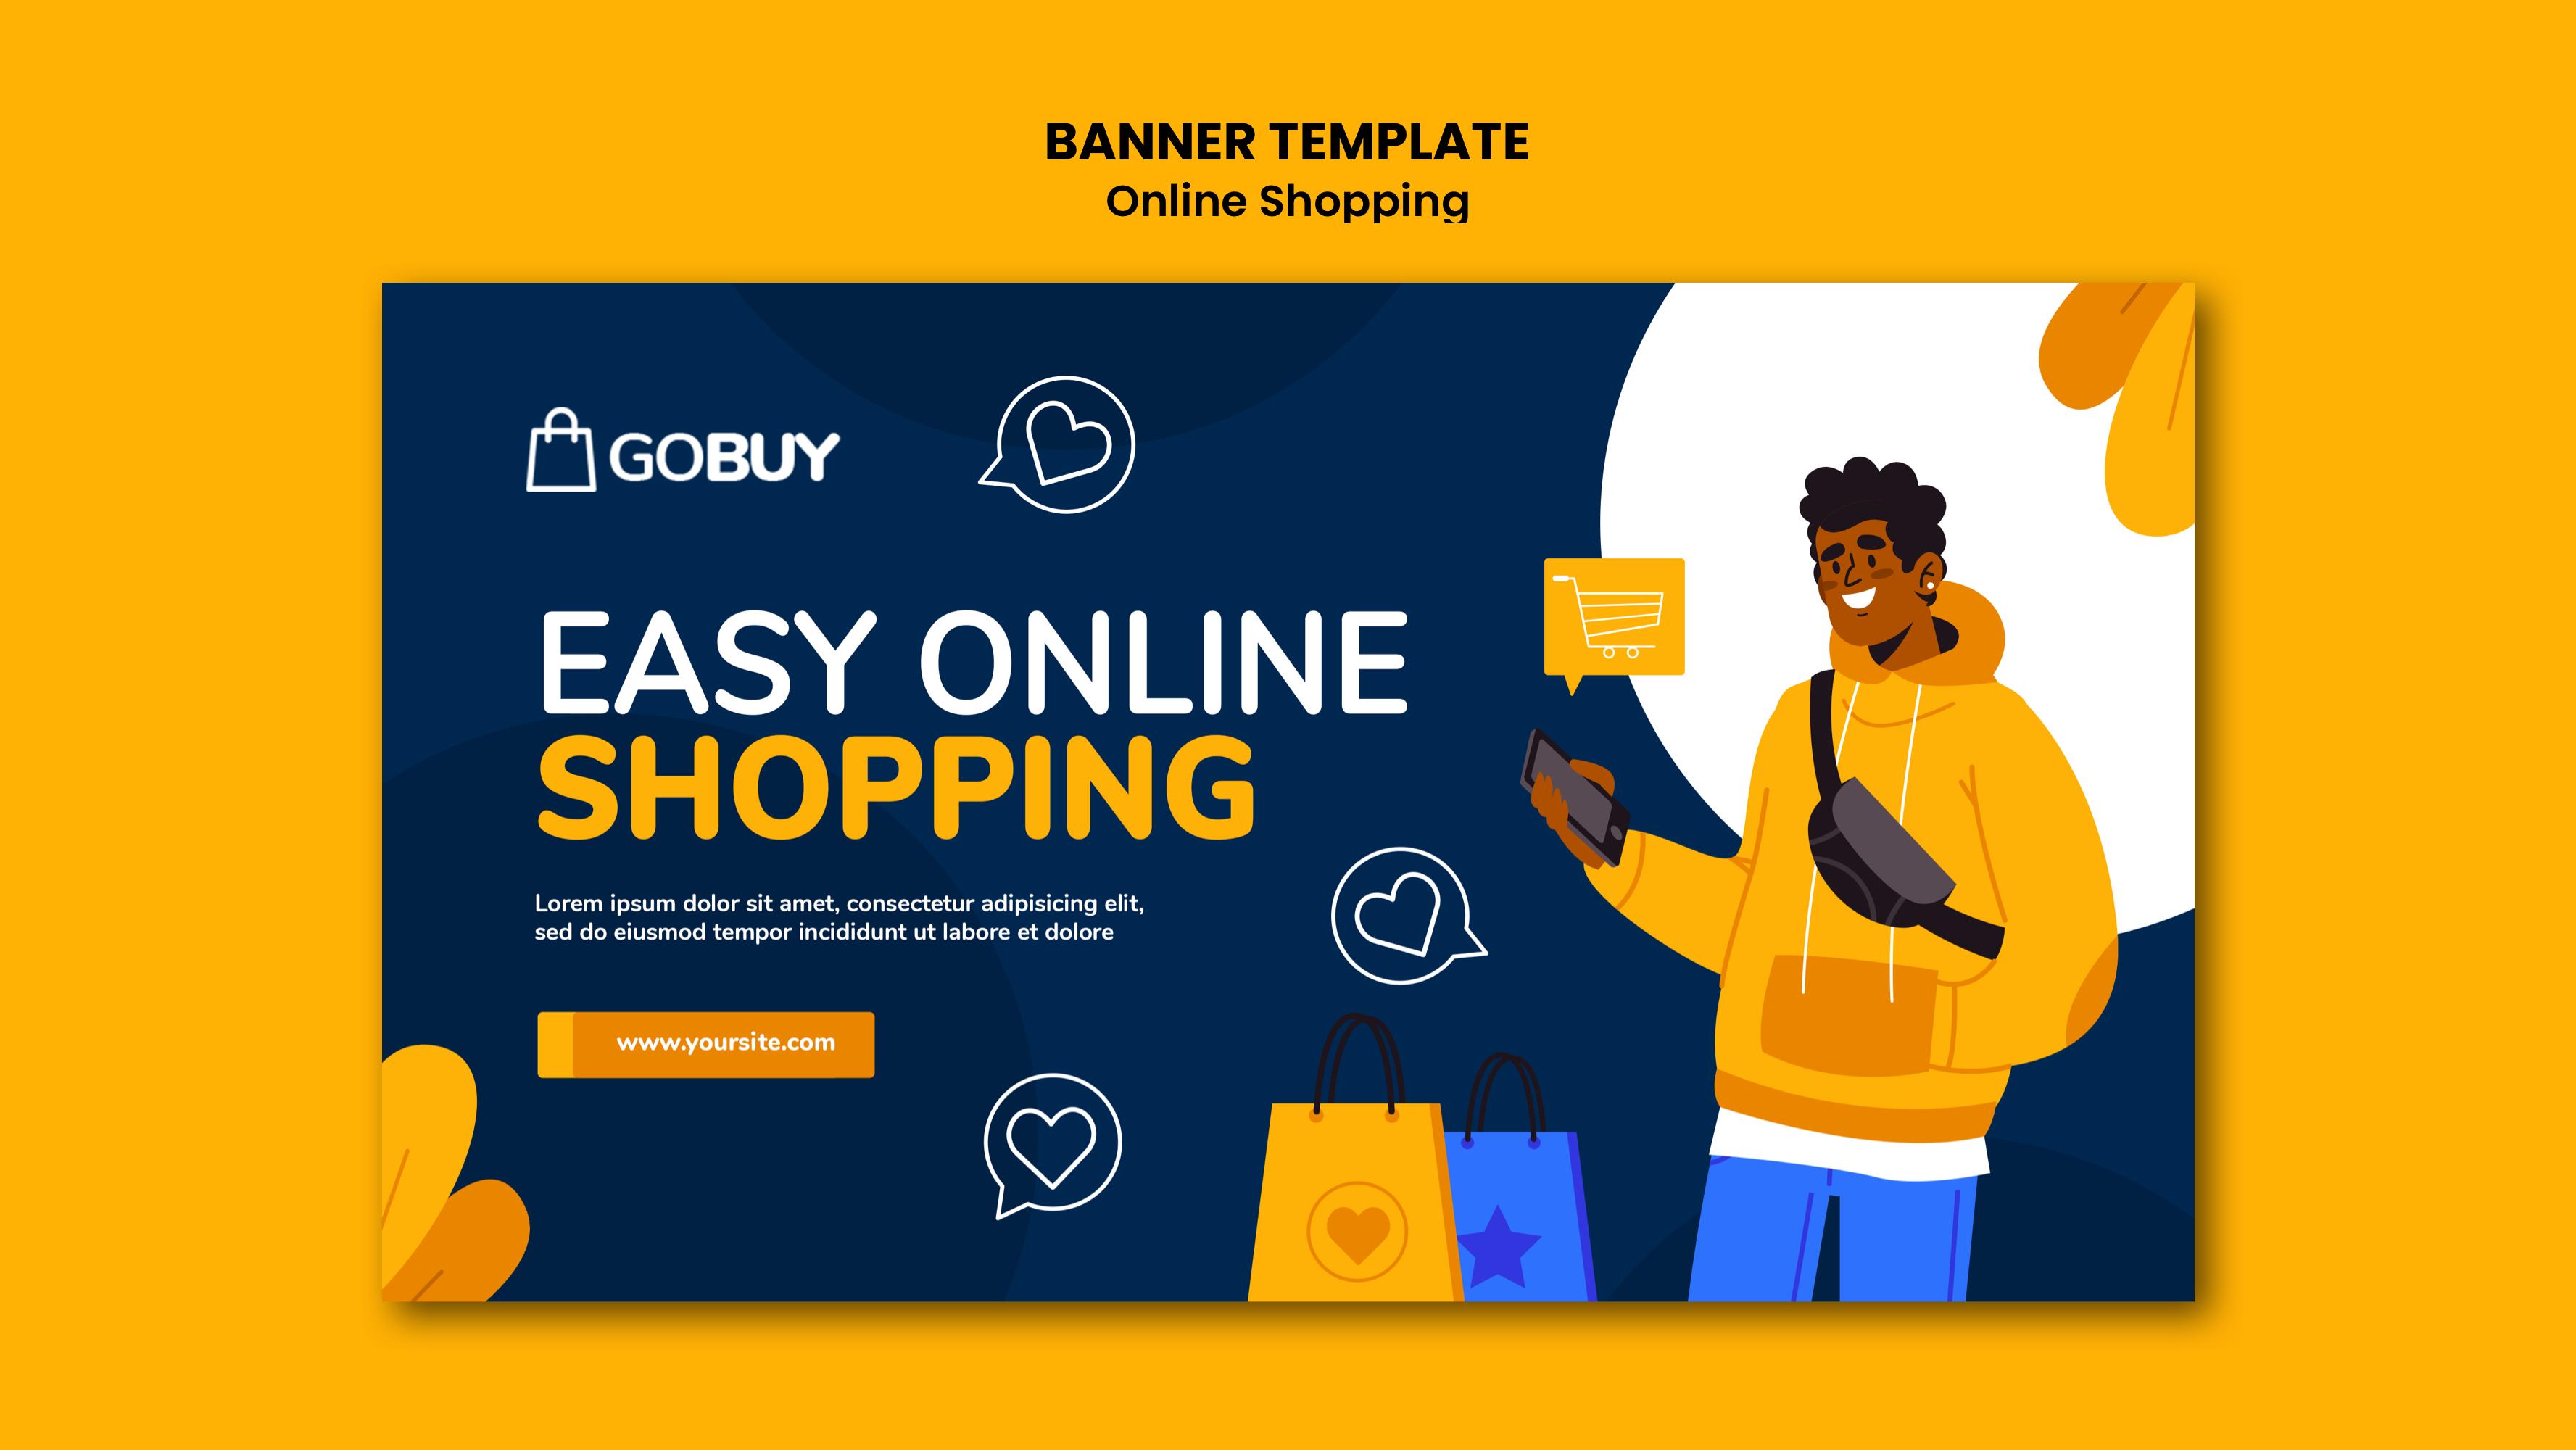 BANNER TEMPLATE
Online Shopping
GOBUY
EASY ONLINE
SHOPPING
Lorem ipsum dolor sit amet, consectetur adipisicing elit,
sed do eiusmod tempor incididunt ut labore et dolore
www.yoursite.com